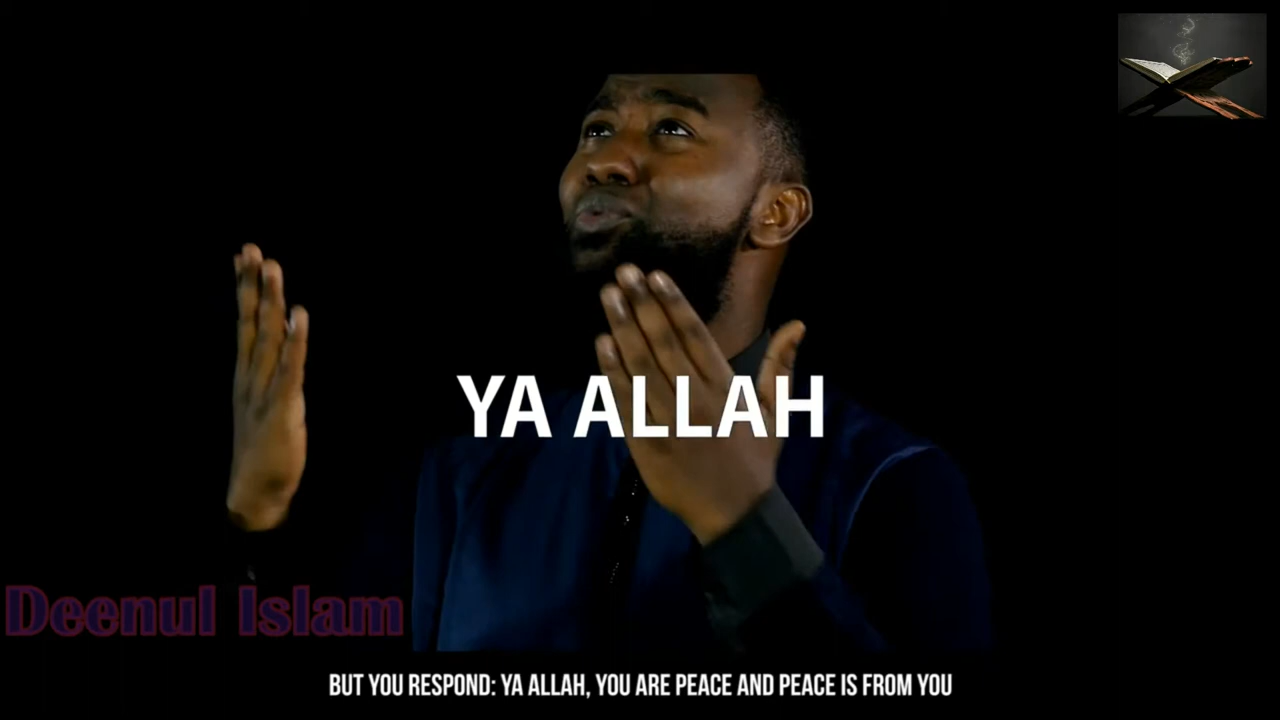 YA ALLAH
Deenul Islam
BUT YOU RESPOND: YA ALLAH, YOU ARE PEACE AND PEACE IS FROM YOU